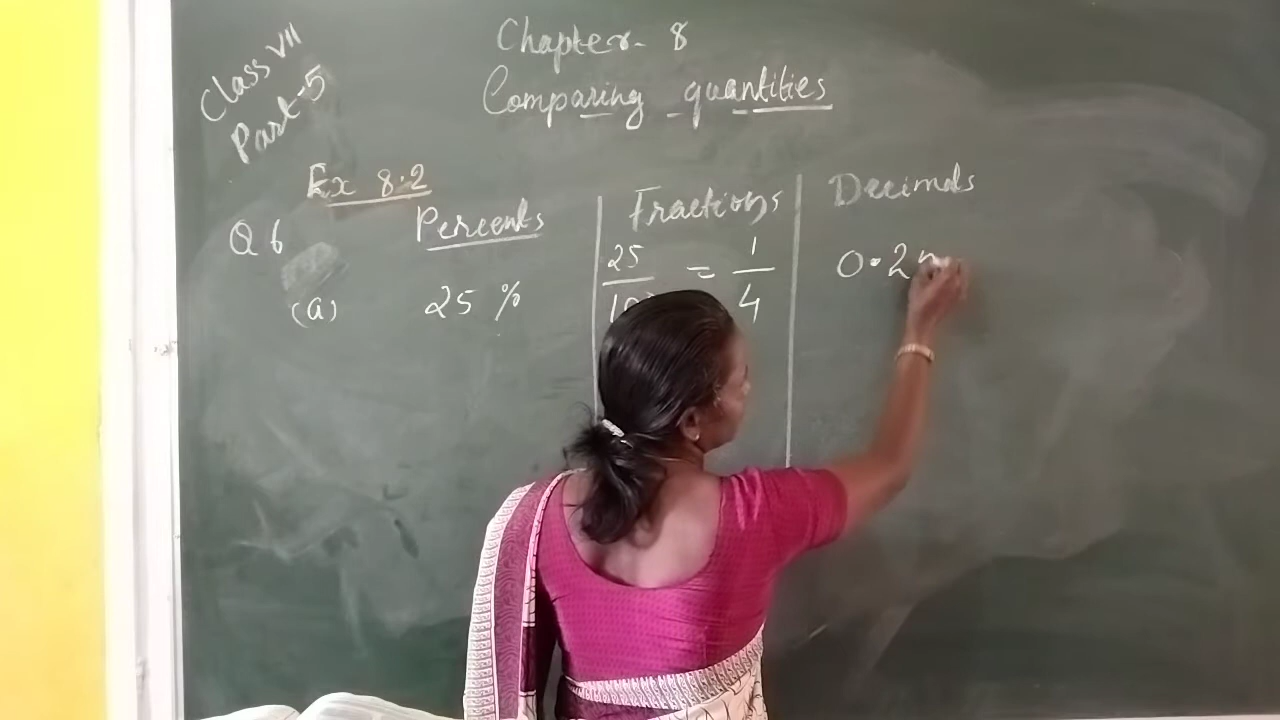 Class VII
Part-5
Chapter- 8
Comparing quantities
Ex 8.2
Q 6 Percents Fractions Decimals
(a) 25 % 25/10 = 1/4 0.2